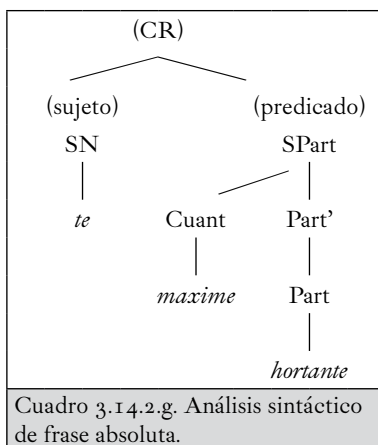 (CR)
(sujeto) (predicado)
SN SPart
te Cuant Part’
maxime Part
hortante
Cuadro 3.14.2.g. Análisis sintáctico
de frase absoluta.